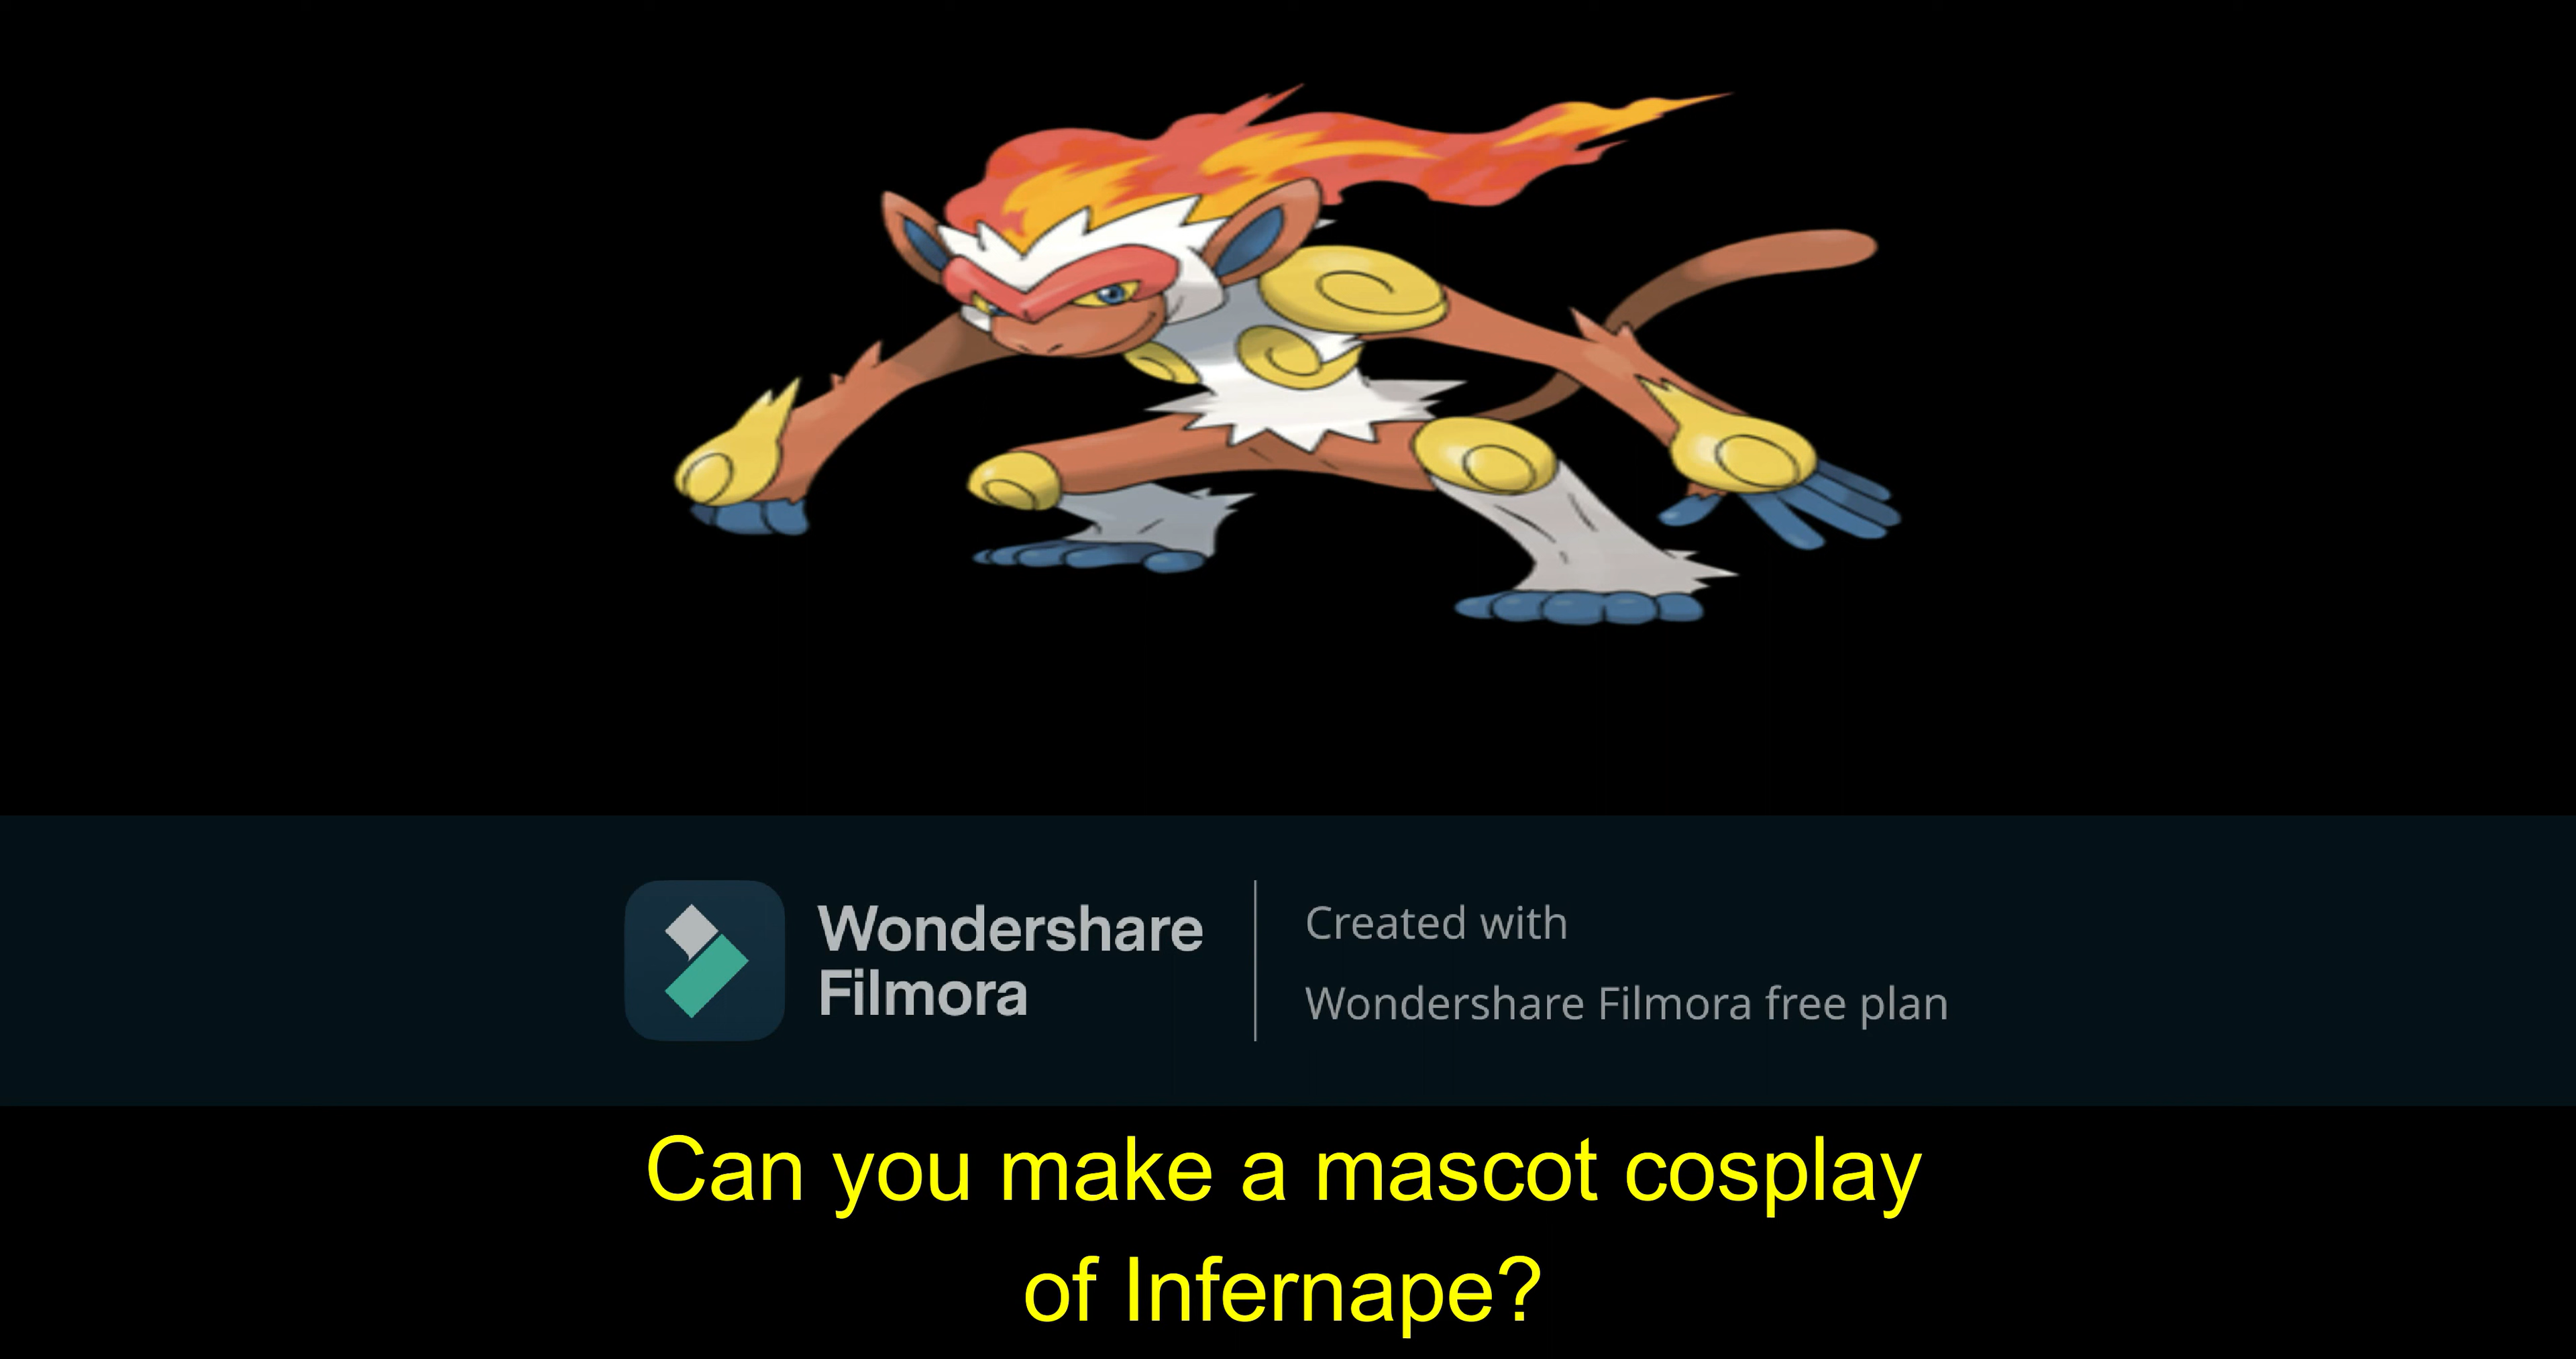 Wondershare
Filmora
Created with
Wondershare Filmora free plan
Can you make a mascot cosplay
of Infernape?